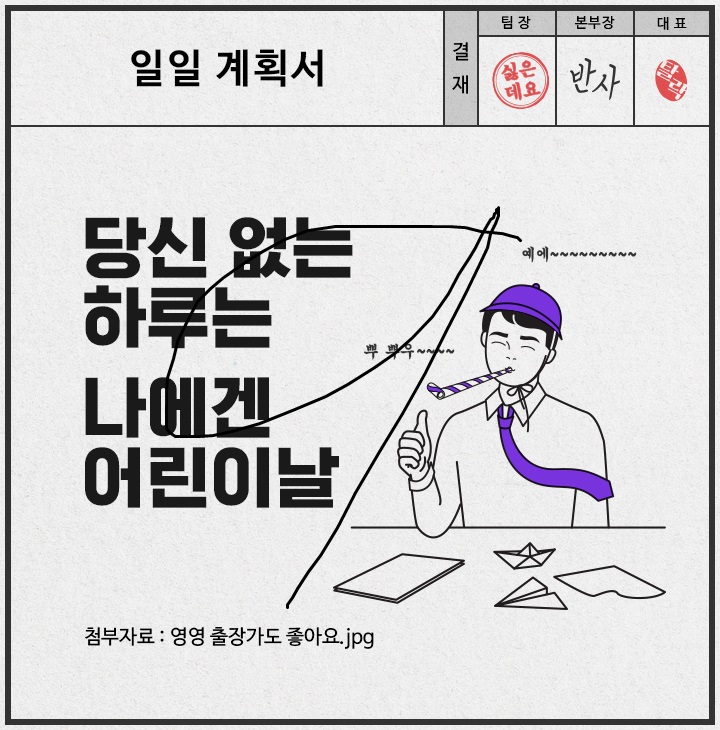 일일 계획서
결재
팀 장
본부장
대 표
싫은
데요
반사
탈락
당신 없는
하루는
나에겐
어린이날
예에~~~~~~~~~
뿌 뿌우~~~~
첨부자료 : 영영 출장가도 좋아요.jpg